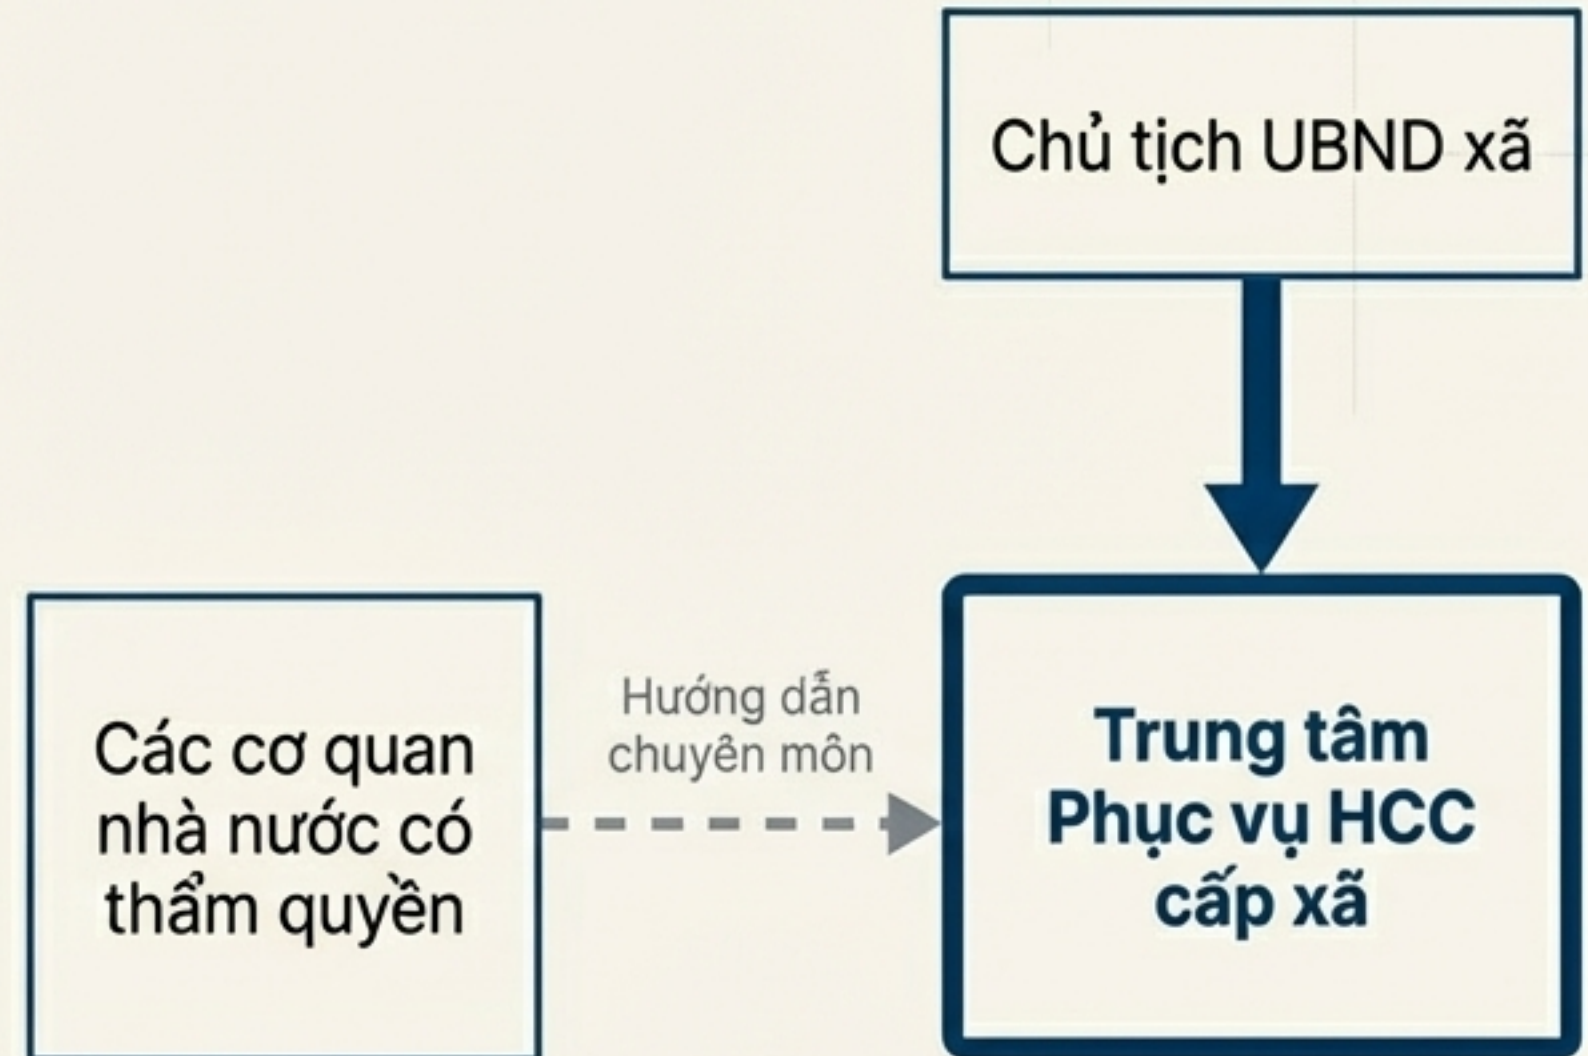 Chủ tịch UBND xã
Các cơ quan
nhà nước có
thẩm quyền
Hướng dẫn
chuyên môn
Trung tâm
Phục vụ HCC
cấp xã